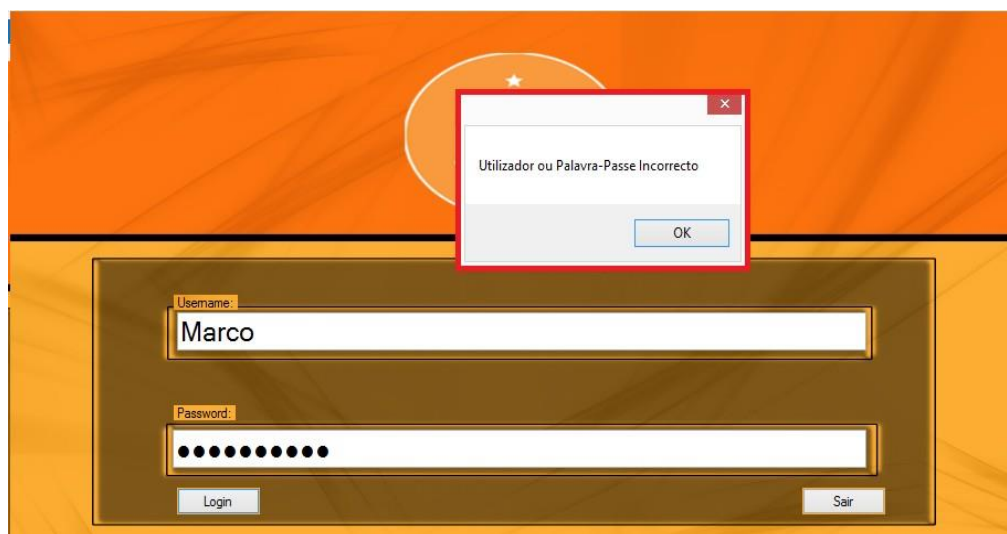 Utilizador ou Palavra-Passe Incorrecto
OK
Username:
Marco
Password:
Login
Sair